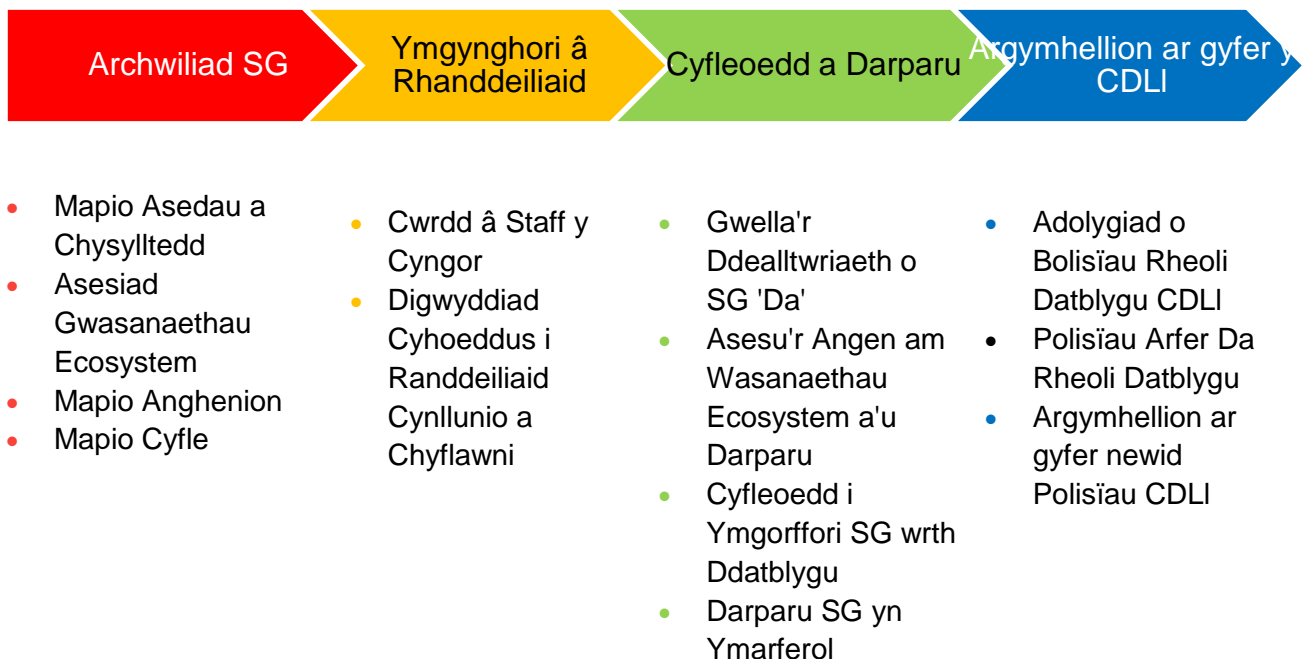 Archwiliad SG
Ymgynghori â
Rhanddeiliaid
Cyfleoedd a Darparu
Argymhellion ar gyfer y
CDLl
• Mapio Asedau a
Chysylltedd
• Asesiad
Gwasanaethau
Ecosystem
• Mapio Anghenion
• Mapio Cyfle
• Cwrdd â Staff y
Cyngor
• Digwyddiad
Cyhoeddus i
Randdeiliaid
Cynllunio a
Chyflawni
• Gwella'r
Ddealltwriaeth o
SG 'Da'
• Asesu'r Angen am
Wasanaethau
Ecosystem a'u
Darparu
• Cyfleoedd i
Ymgorffori SG wrth
Ddatblygu
• Darparu SG yn
Ymarferol
• Adolygiad o
Bolisïau Rheoli
Datblygu CDLl
• Polisïau Arfer Da
Rheoli Datblygu
• Argymhellion ar
gyfer newid
Polisïau CDLl